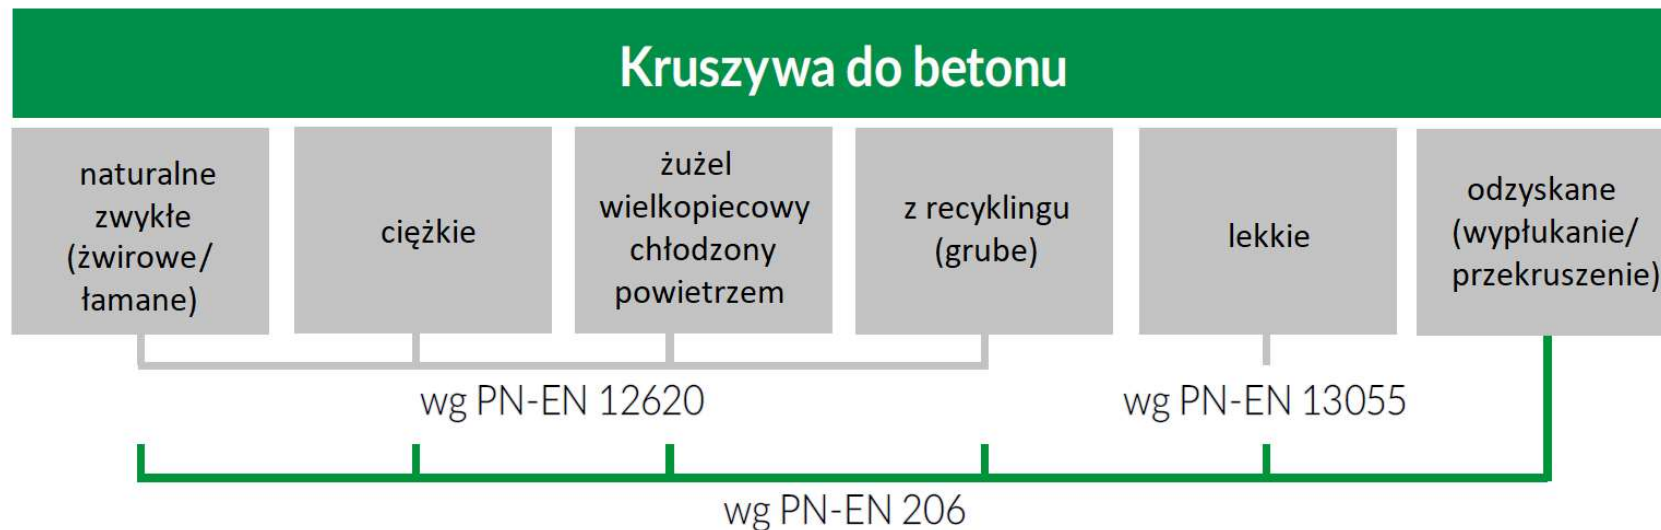 Kruszywa do betonu
naturalne
zwykłe
(żwirowe/
łamane)
ciężkie
żużel
wielkopiecowy
chłodzony
powietrzem
z recyklingu
(grube)
lekkie
odzyskane
(wypłukanie/
przekruszenie)
wg PN-EN 12620
wg PN-EN 13055
wg PN-EN 206